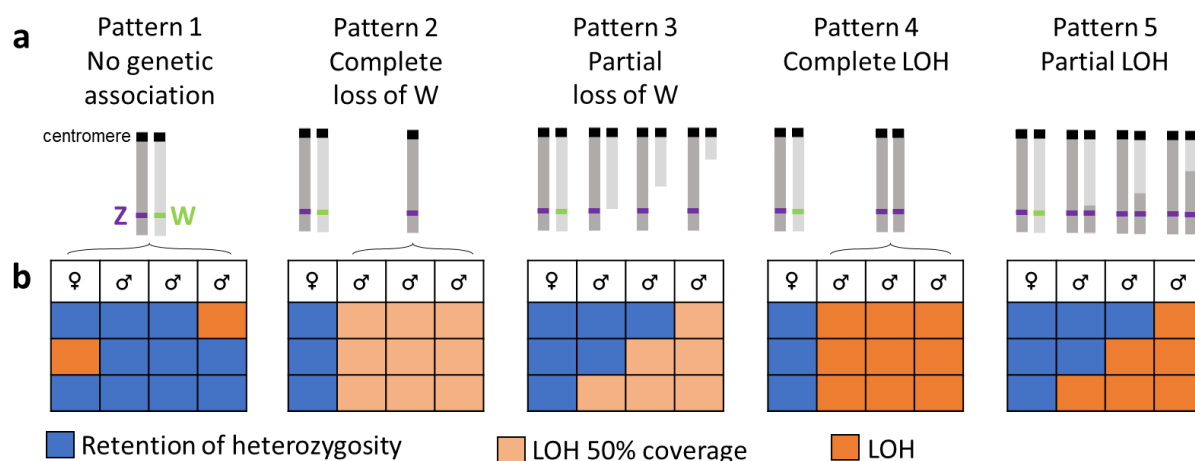 a
Pattern 1
No genetic
association
Pattern 2
Complete
loss of W
Pattern 3
Partial
loss of W
Pattern 4
Complete LOH
Pattern 5
Partial LOH
centromere
Z W
b
♀ ♂ ♂ ♂ ♀ ♂ ♂ ♂ ♀ ♂ ♂ ♂ ♀ ♂ ♂ ♂ ♀ ♂ ♂ ♂
Retention of heterozygosity
LOH 50% coverage
LOH